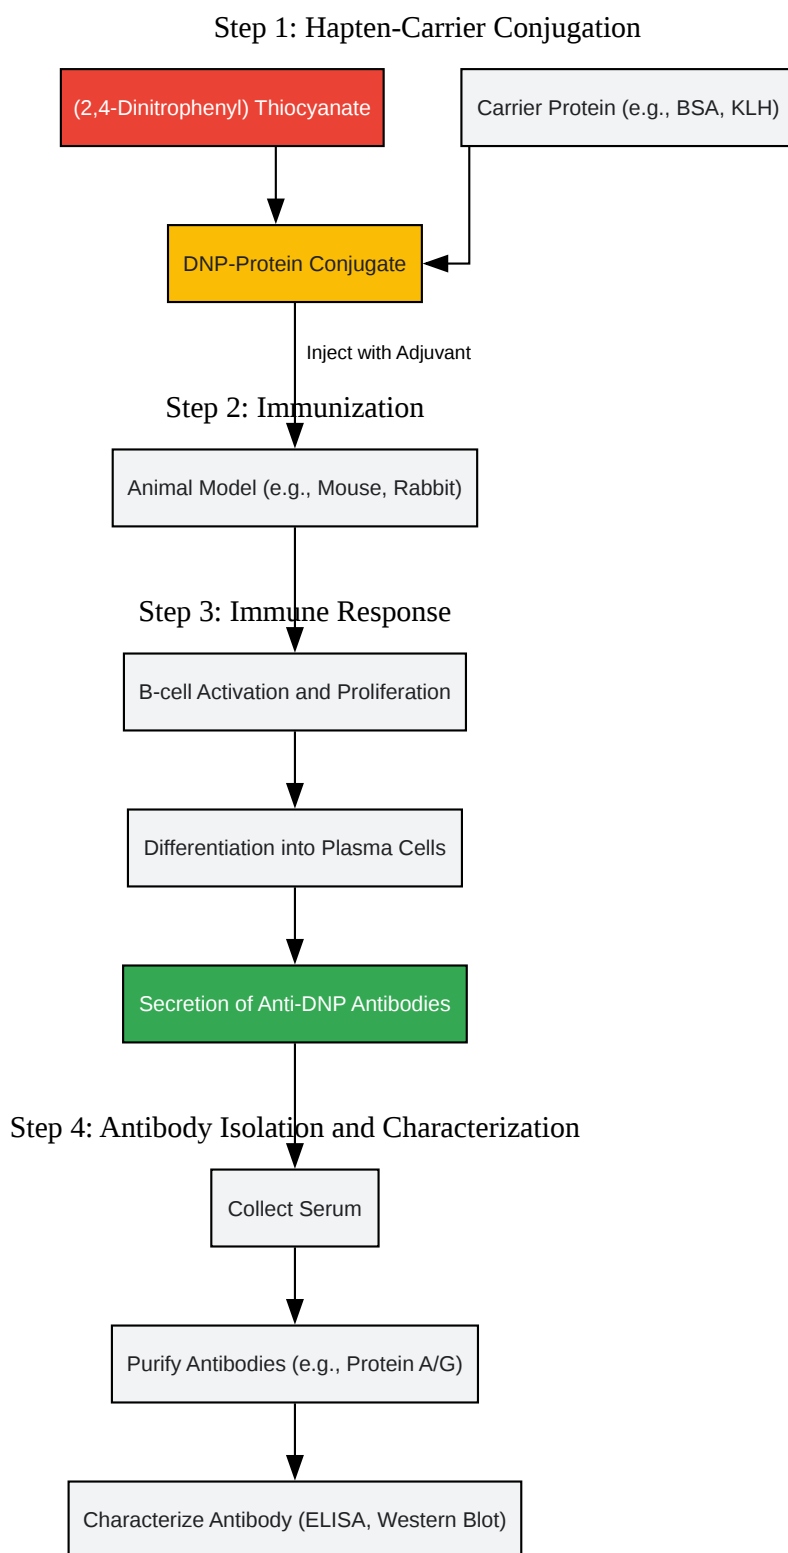 Step 1: Hapten-Carrier Conjugation
(2,4-Dinitrophenyl) Thiocyanate
Carrier Protein (e.g., BSA, KLH)
DNP-Protein Conjugate
Inject with Adjuvant
Step 2: Immunization
Animal Model (e.g., Mouse, Rabbit)
Step 3: Immune Response
B-cell Activation and Proliferation
Differentiation into Plasma Cells
Secretion of Anti-DNP Antibodies
Step 4: Antibody Isolation and Characterization
Collect Serum
Purify Antibodies (e.g., Protein A/G)
Characterize Antibody (ELISA, Western Blot)